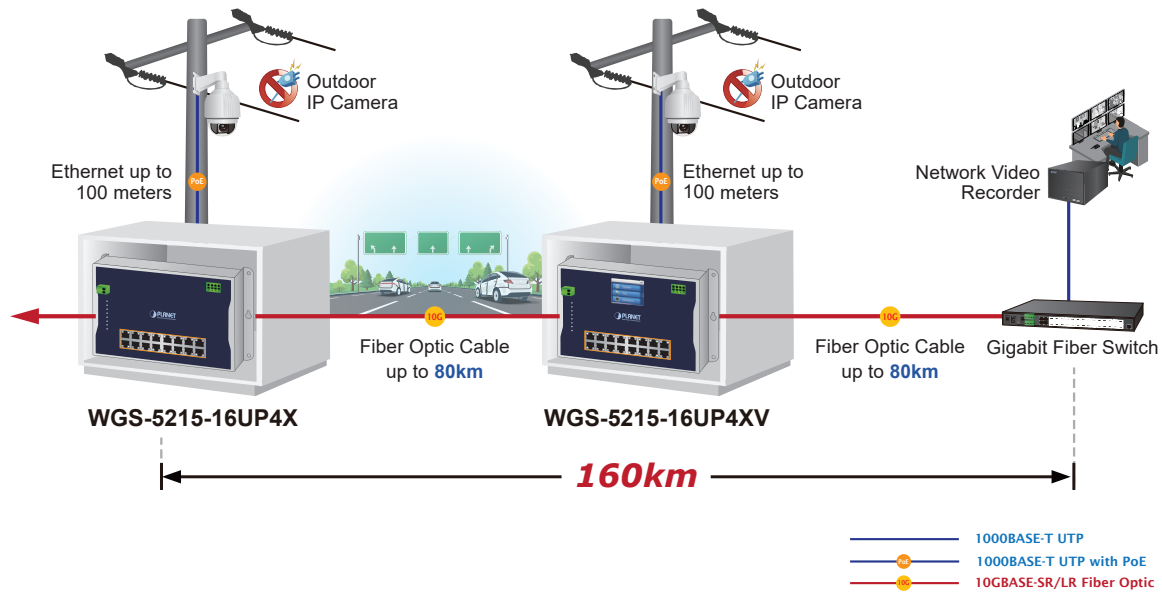 Outdoor
IP Camera
Outdoor
IP Camera
Ethernet up to
100 meters
PoE
PoE
Ethernet up to
100 meters
Network Video
Recorder
PLANET
PLANET
10G
10G
Fiber Optic Cable
up to 80km
Fiber Optic Cable
up to 80km
Gigabit Fiber Switch
WGS-5215-16UP4X
WGS-5215-16UP4XV
160km
1000BASE-T UTP
PoE
1000BASE-T UTP with PoE
10G
10GBASE-SR/LR Fiber Optic